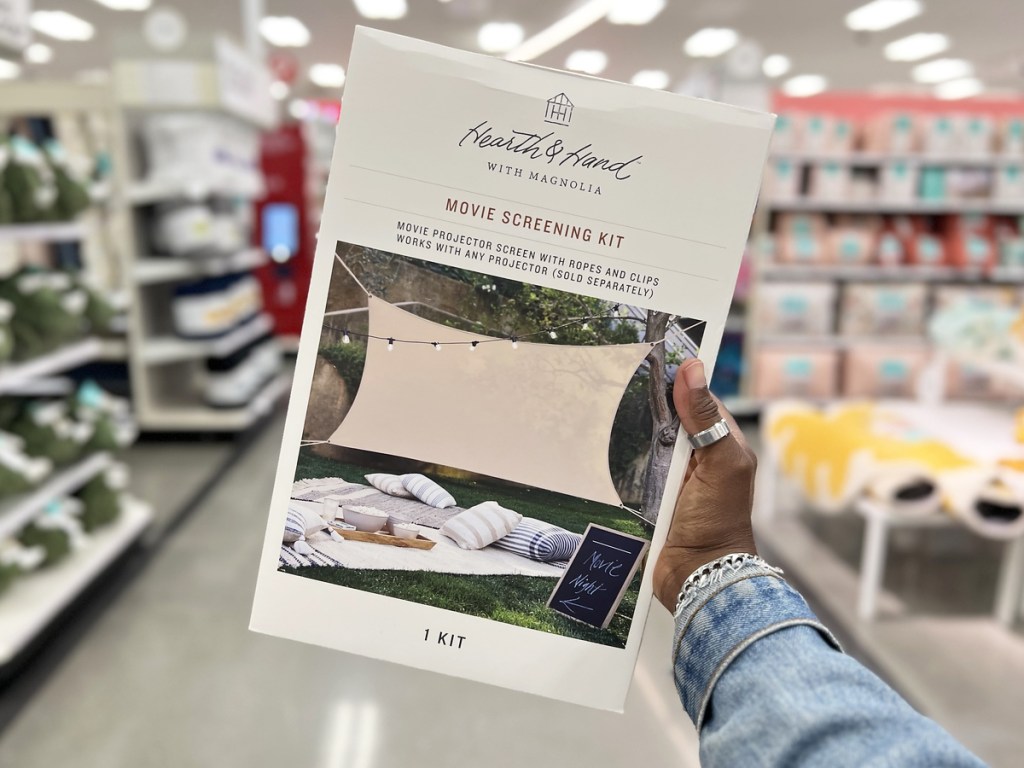 Hearth & Hand
WITH MAGNOLIA
MOVIE SCREENING KIT
MOVIE PROJECTOR SCREEN WITH ROPES AND CLIPS
WORKS WITH ANY PROJECTOR (SOLD SEPARATELY)
Movie
Night
1 KIT